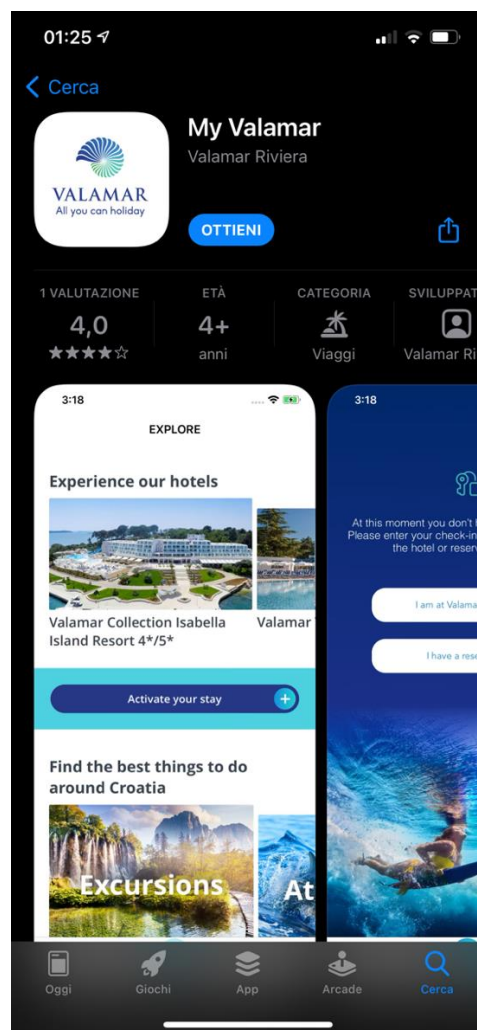 01:25
Cerca
My Valamar
Valamar Riviera
VALAMAR
All you can holiday
OTTIENI
1 VALUTAZIONE
ETÀ
CATEGORIA
SVILUPPAT
4,0
4+
anni
Viaggi
Valamar Ri
3:18
EXPLORE
Experience our hotels
Valamar Collection Isabella
Island Resort 4*/5*
Valamar
Activate your stay
Find the best things to do
around Croatia
Excursions
At
3:18
At this moment you don't
Please enter your check-in
the hotel or reserv
I am at Valama
I have a rese
Oggi
Giochi
App
Arcade
Cerca